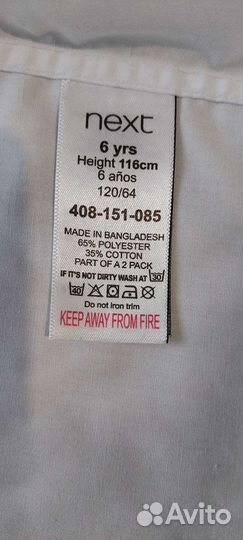 next
6 yrs
Height 116cm
6 años
120/64
408-151-085
MADE IN BANGLADESH
65% POLYESTER
35% COTTON
PART OF A 2 PACK
IF IT'S NOT DIRTY WASH AT 30
40
Do not iron trim
KEEP AWAY FROM FIRE
Avito